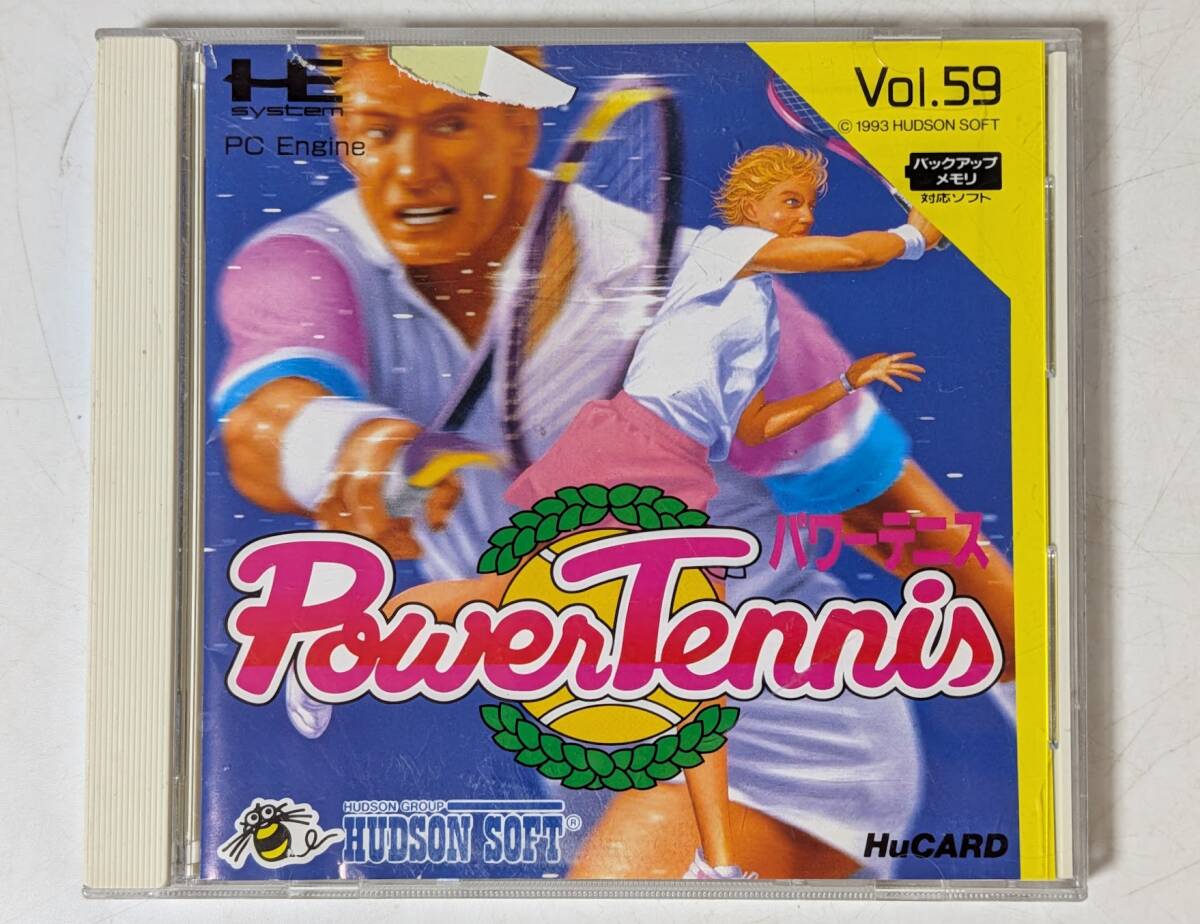 HE
system
PC Engine
Vol.59
© 1993 HUDSON SOFT
バックアップ
メモリ
対応ソフト
パワーテニス
PowerTennis
HUDSON GROUP
HUDSON SOFT®
HuCARD